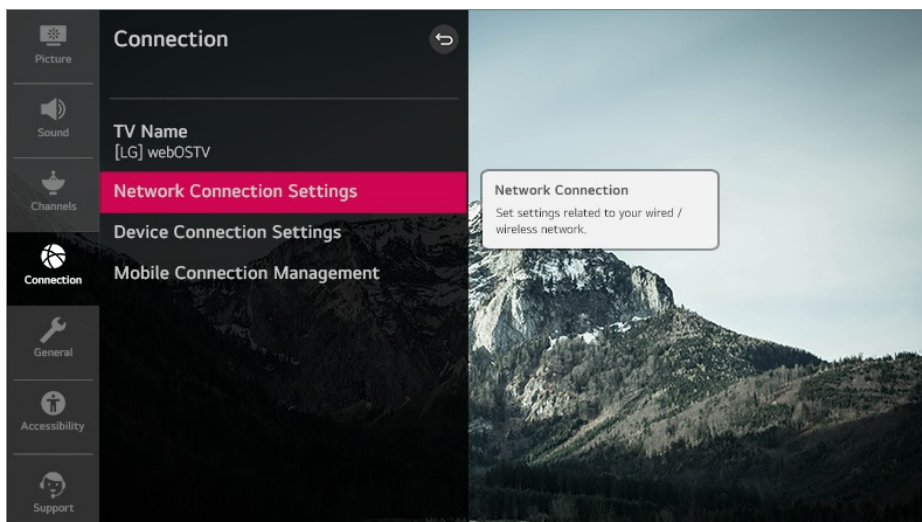 Picture
Sound
Channels
Connection
General
Accessibility
Support
Connection
TV Name
[LG] webOSTV
Network Connection Settings
Device Connection Settings
Mobile Connection Management
Network Connection
Set settings related to your wired /
wireless network.